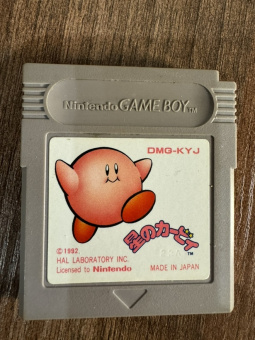 Nintendo GAME BOY TM
DMG-KYJ
星のカービィ TM
©1992
HAL LABORATORY INC.
Licensed to Nintendo
MADE IN JAPAN